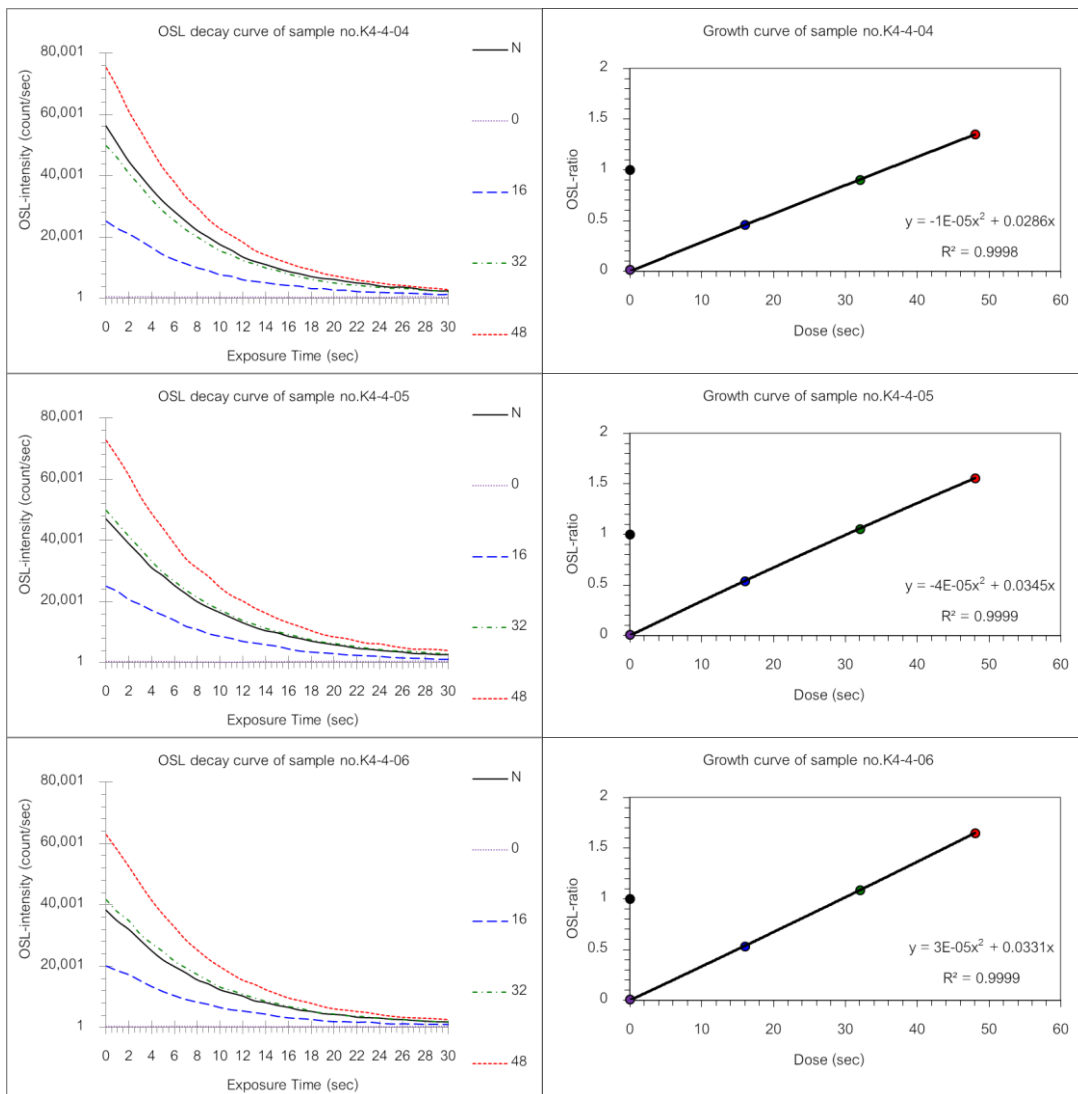 OSL decay curve of sample no.K4-4-04
OSL-intensity (count/sec)
80,001
60,001
40,001
20,001
1
0 2 4 6 8 10 12 14 16 18 20 22 24 26 28 30
Exposure Time (sec)
N
0
16
32
48
Growth curve of sample no.K4-4-04
OSL-ratio
2
1.5
1
0.5
0
y = -1E-05x² + 0.0286x
R² = 0.9998
0 10 20 30 40 50 60
Dose (sec)
OSL decay curve of sample no.K4-4-05
OSL-intensity (count/sec)
80,001
60,001
40,001
20,001
1
0 2 4 6 8 10 12 14 16 18 20 22 24 26 28 30
Exposure Time (sec)
N
0
16
32
48
Growth curve of sample no.K4-4-05
OSL-ratio
2
1.5
1
0.5
0
y = -4E-05x² + 0.0345x
R² = 0.9999
0 10 20 30 40 50 60
Dose (sec)
OSL decay curve of sample no.K4-4-06
OSL-intensity (count/sec)
80,001
60,001
40,001
20,001
1
0 2 4 6 8 10 12 14 16 18 20 22 24 26 28 30
Exposure Time (sec)
N
0
16
32
48
Growth curve of sample no.K4-4-06
OSL-ratio
2
1.5
1
0.5
0
y = 3E-05x² + 0.0331x
R² = 0.9999
0 10 20 30 40 50 60
Dose (sec)